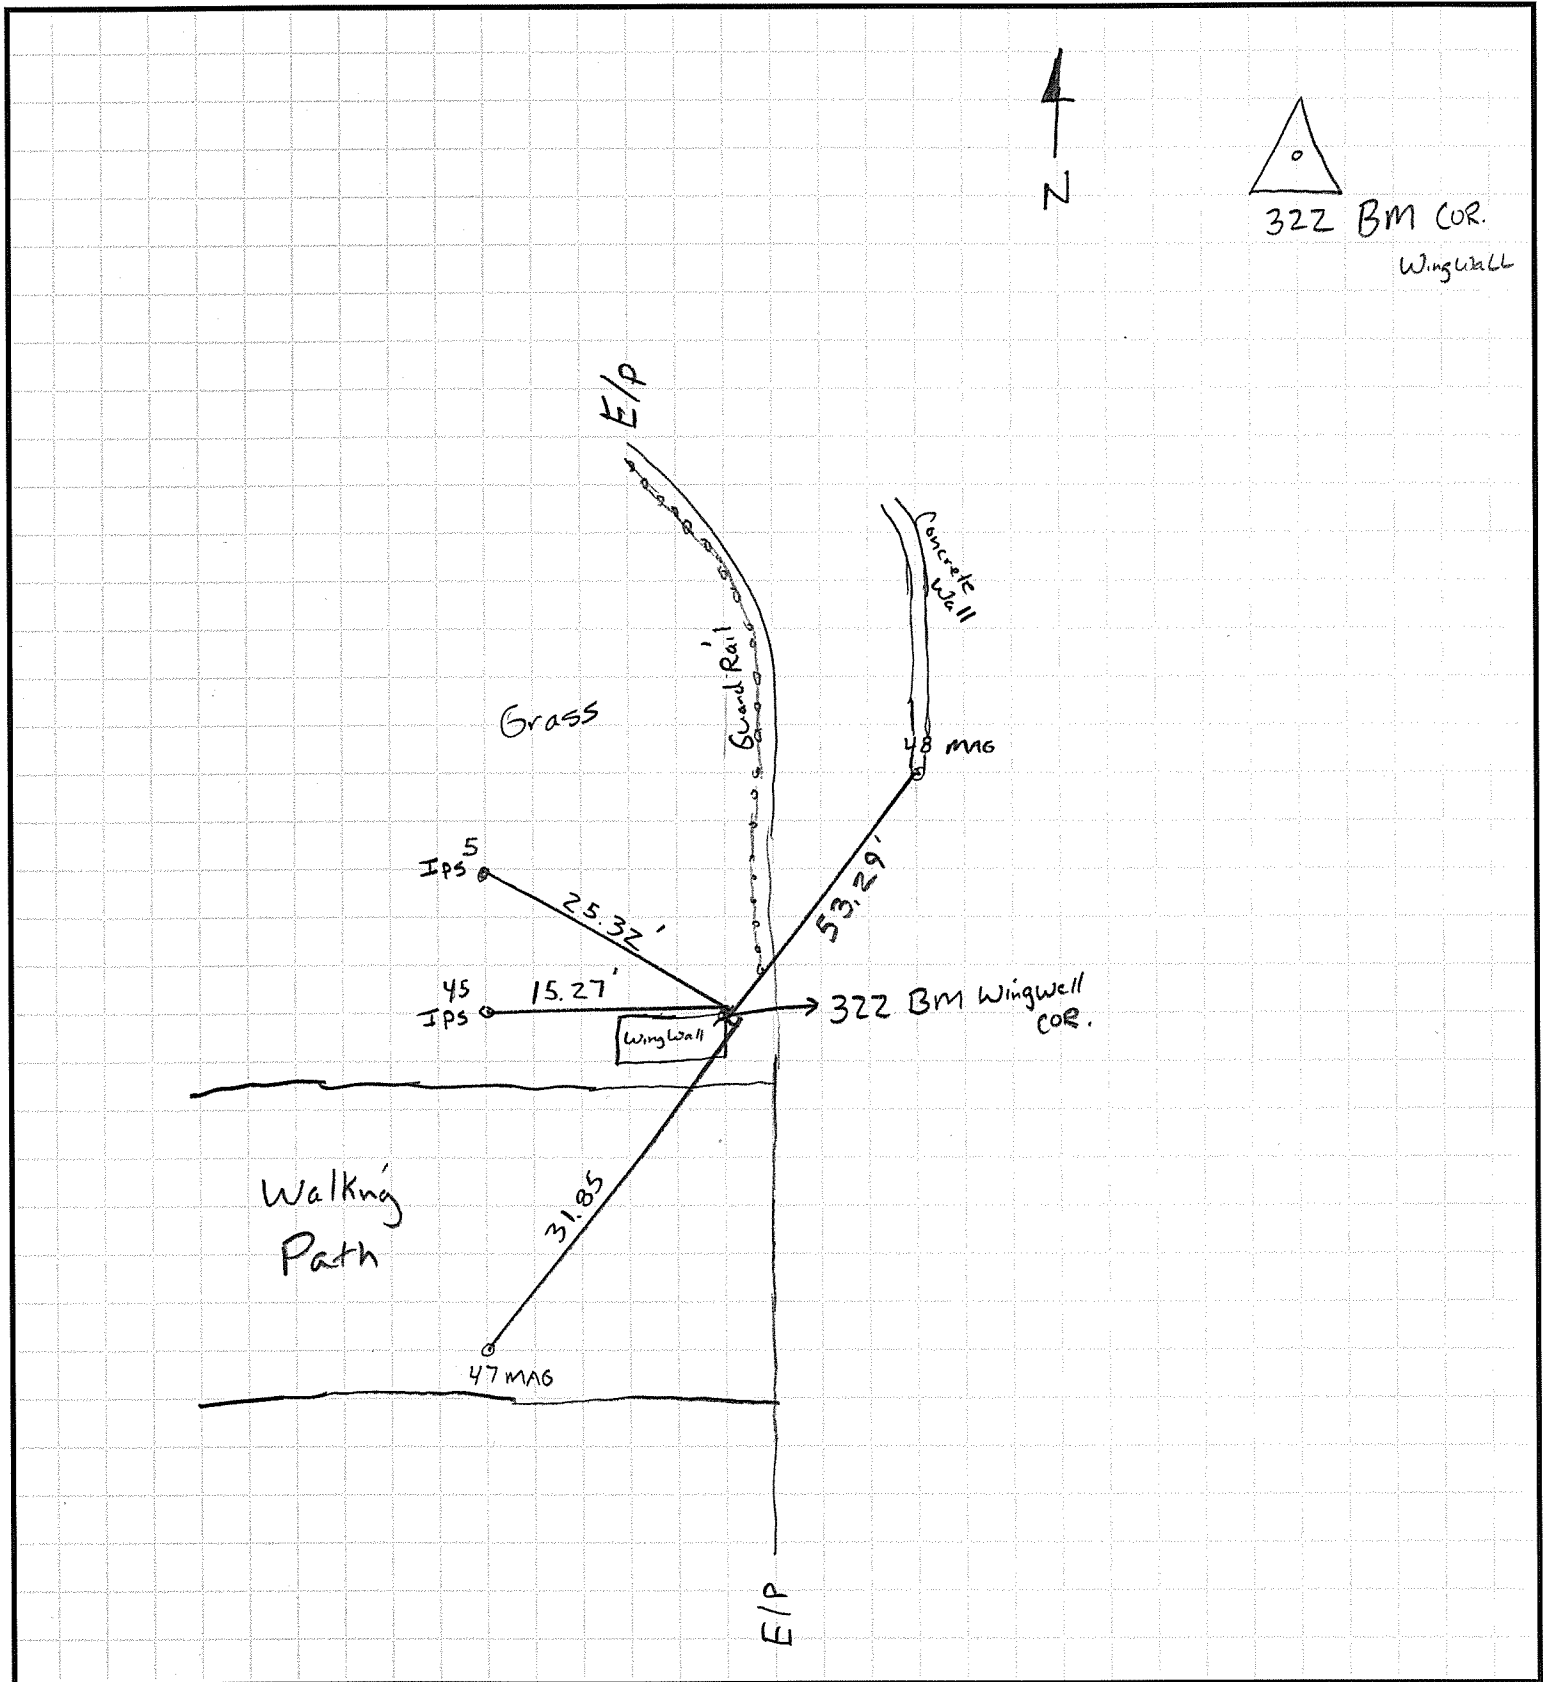 N
322 BM COR.
WingWALL
E/P
Concrete
Wall
Guard Rail
Grass
48 MAG
5
IPS
25.32'
53.29'
45
IPS
15.27'
322 BM Wingwall
COR.
WingWall
Walking
Path
31.85
47 MAG
E/P